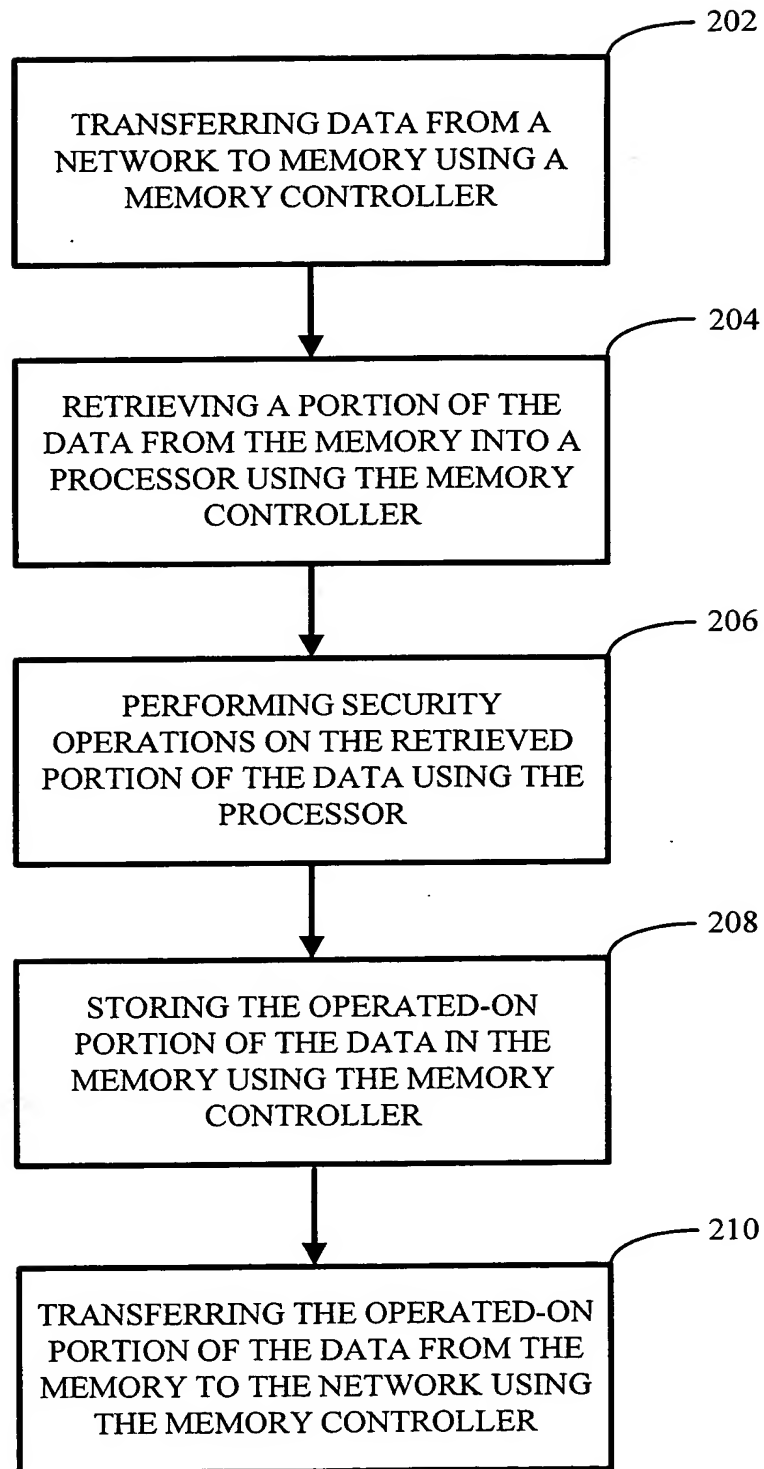 202
TRANSFERRING DATA FROM A
NETWORK TO MEMORY USING A
MEMORY CONTROLLER
204
RETRIEVING A PORTION OF THE
DATA FROM THE MEMORY INTO A
PROCESSOR USING THE MEMORY
CONTROLLER
206
PERFORMING SECURITY
OPERATIONS ON THE RETRIEVED
PORTION OF THE DATA USING THE
PROCESSOR
208
STORING THE OPERATED-ON
PORTION OF THE DATA IN THE
MEMORY USING THE MEMORY
CONTROLLER
210
TRANSFERRING THE OPERATED-ON
PORTION OF THE DATA FROM THE
MEMORY TO THE NETWORK USING
THE MEMORY CONTROLLER